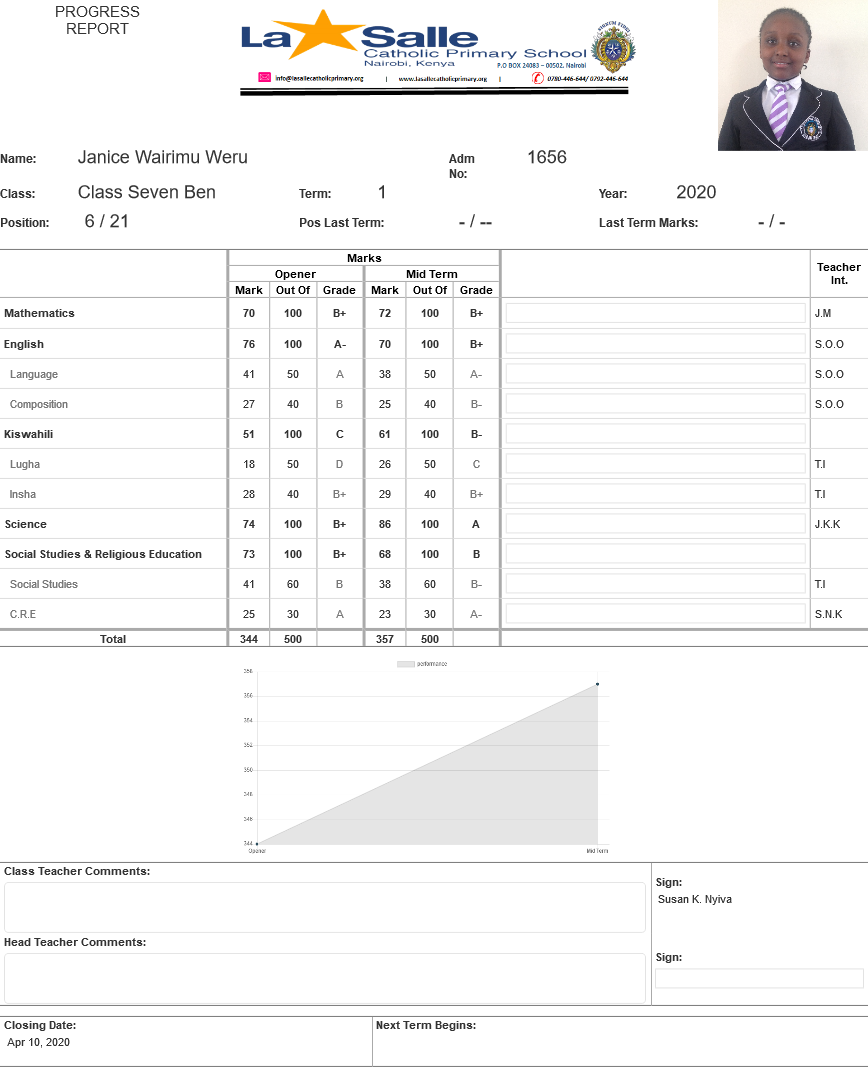 PROGRESS
REPORT
La Salle
Catholic Primary School
Nairobi, Kenya
P.O BOX 24083 – 00502, Nairobi
info@lasallecatholicprimary.org | www.lasallecatholicprimary.org | 0780-446-644/ 0792-446-644
Name: Janice Wairimu Weru Adm No: 1656
Class: Class Seven Ben Term: 1 Year: 2020
Position: 6 / 21 Pos Last Term: - / -- Last Term Marks: - / -
Marks
Opener Mid Term Teacher Int.
Mark Out Of Grade Mark Out Of Grade
Mathematics 70 100 B+ 72 100 B+ J.M
English 76 100 A- 70 100 B+ S.O.O
Language 41 50 A 38 50 A- S.O.O
Composition 27 40 B 25 40 B- S.O.O
Kiswahili 51 100 C 61 100 B-
Lugha 18 50 D 26 50 C T.I
Insha 28 40 B+ 29 40 B+ T.I
Science 74 100 B+ 86 100 A J.K.K
Social Studies & Religious Education 73 100 B+ 68 100 B
Social Studies 41 60 B 38 60 B- T.I
C.R.E 25 30 A 23 30 A- S.N.K
Total 344 500 357 500
performance
358
356
354
352
350
348
346
344
Opener Mid Term
Class Teacher Comments:
Sign:
Susan K. Nyiva
Head Teacher Comments:
Sign:
Closing Date: Next Term Begins:
Apr 10, 2020